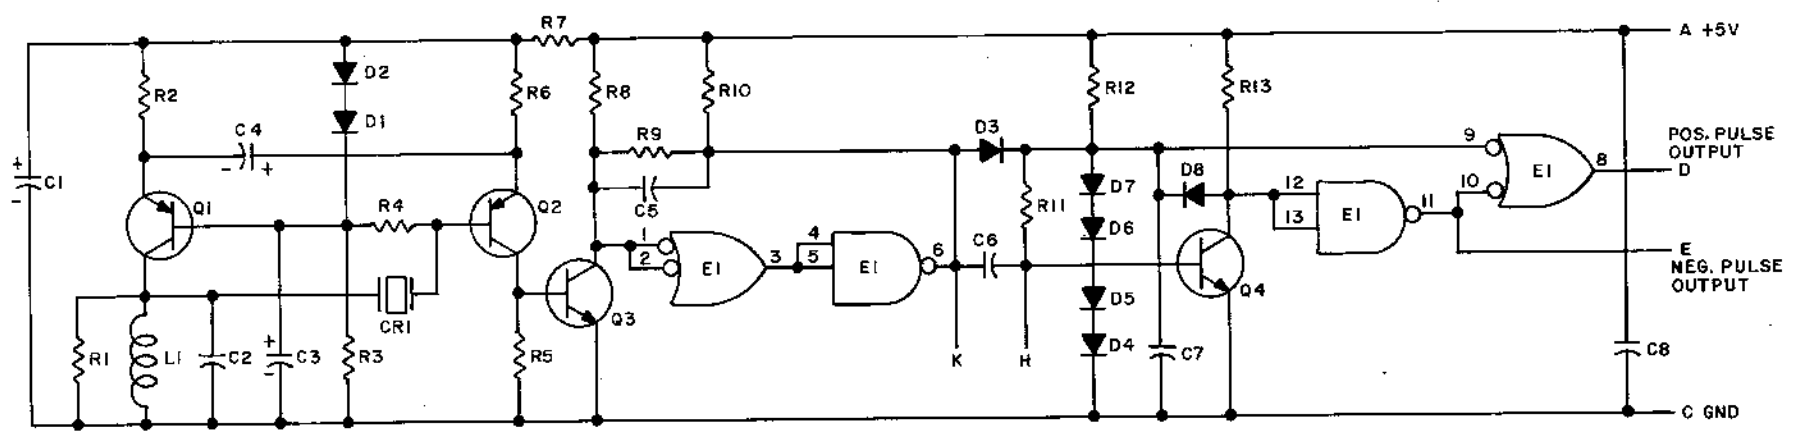 R7
A +5V
D2
R2
R6
R8
R10
R12
R13
D1
C4
- +
R9
D3
9
POS. PULSE
OUTPUT
8
D
+
C1
-
C5
D7
D8
12
10
E1
Q1
R4
Q2
R11
D6
13
E1
11
1
2
E1
3
4
5
E1
6
C6
E
NEG. PULSE
OUTPUT
Q3
D5
Q4
CR1
R1
L1
C2
+
C3
-
R3
R5
K
H
D4
C7
C8
C GND